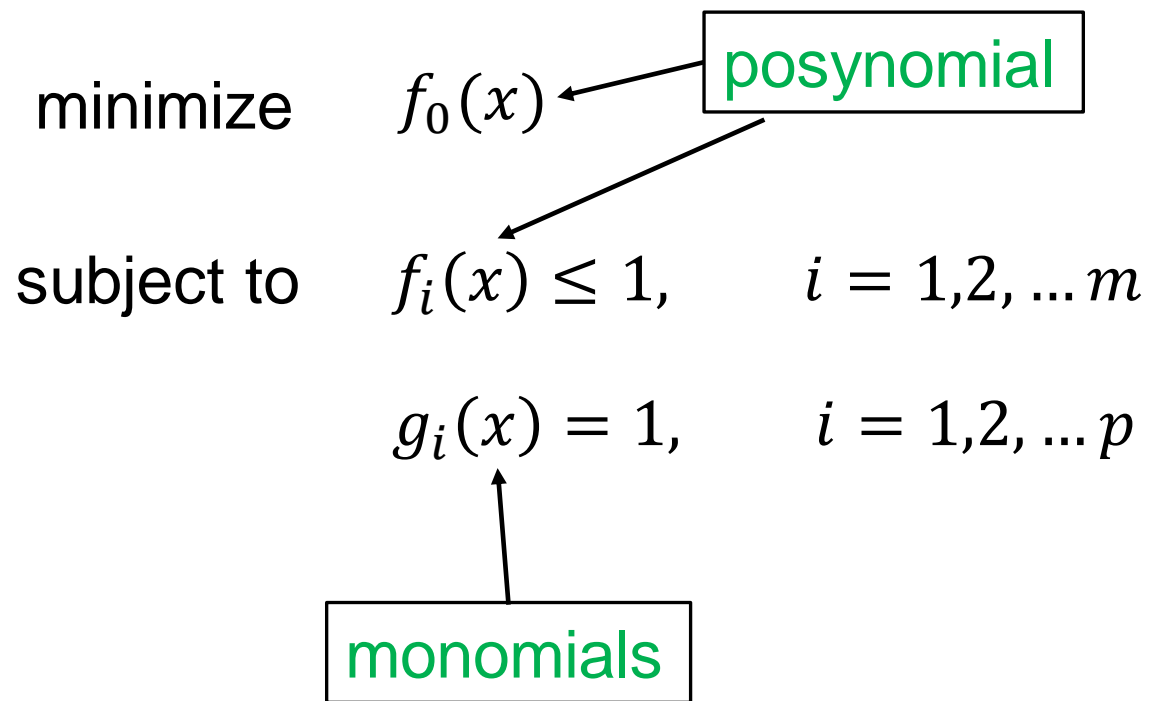 posynomial
minimize f₀(x)
subject to fᵢ(x) ≤ 1, i = 1,2, … m
gᵢ(x) = 1, i = 1,2, … p
monomials